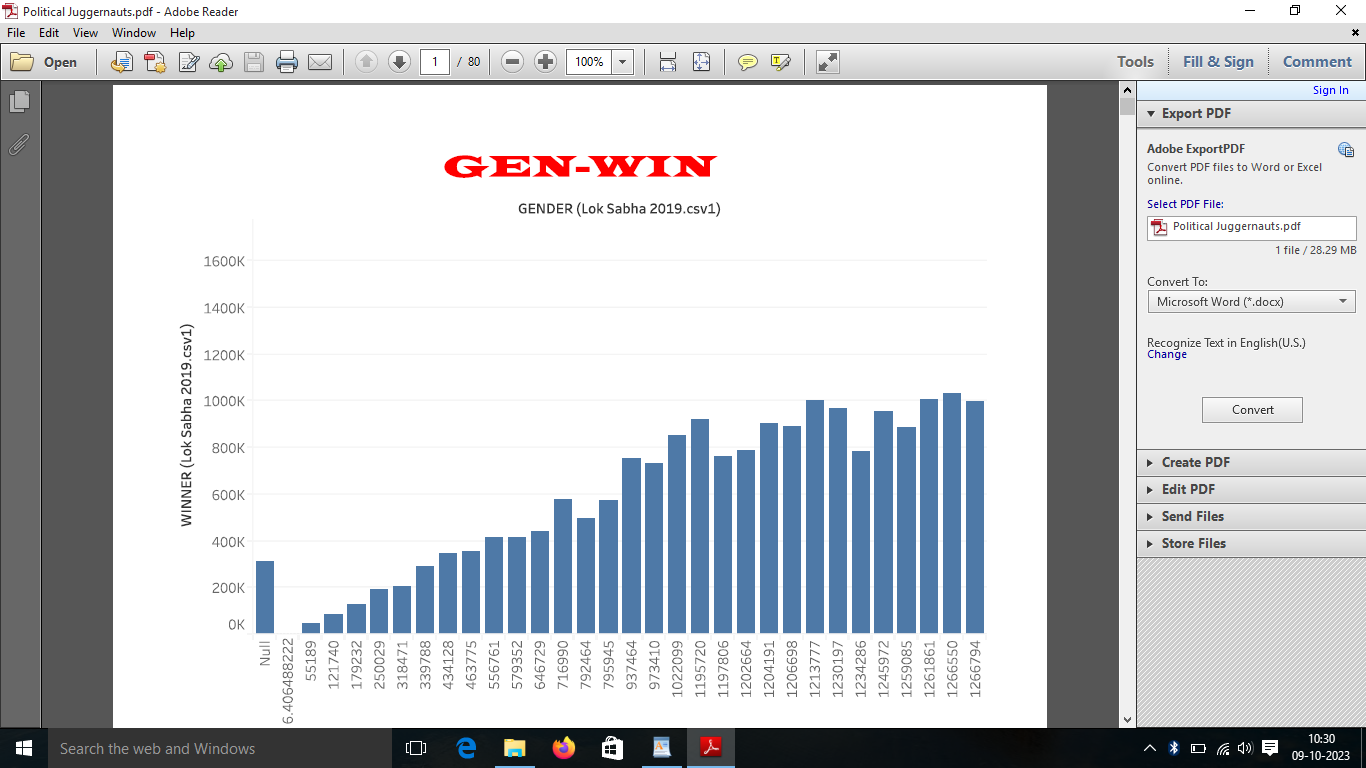 Political Juggernauts.pdf - Adobe Reader
File Edit View Window Help
Open 1 / 80 100% Tools Fill & Sign Comment
Sign In
Export PDF
Adobe ExportPDF
Convert PDF files to Word or Excel
online.
Select PDF File:
Political Juggernauts.pdf
1 file / 28.29 MB
Convert To:
Microsoft Word (*.docx)
Recognize Text in English(U.S.)
Change
Convert
Create PDF
Edit PDF
Send Files
Store Files
GEN-WIN
GENDER (Lok Sabha 2019.csv1)
WINNER (Lok Sabha 2019.csv1)
1600K
1400K
1200K
1000K
800K
600K
400K
200K
0K
Null
6.406488222
55189
121740
179232
250029
318471
339788
434128
463775
556761
579352
646729
716990
792464
795945
937464
973410
1022099
1195720
1197806
1202664
1204191
1206698
1213777
1230197
1234286
1245972
1259085
1261861
1266550
1266794
Search the web and Windows
10:30
09-10-2023